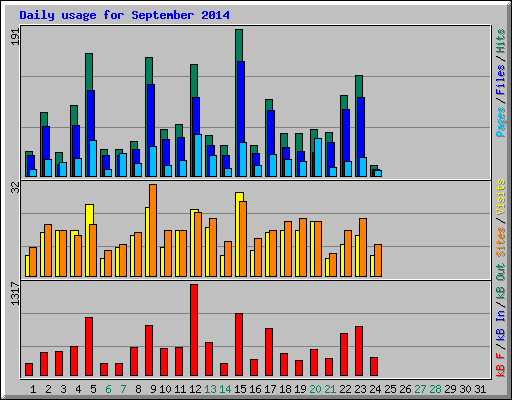 Daily usage for September 2014
191
Pages / Files / Hits
32
Sites / Visits
1317
kB F / kB In / kB Out
1 2 3 4 5 6 7 8 9 10 11 12 13 14 15 16 17 18 19 20 21 22 23 24 25 26 27 28 29 30 31